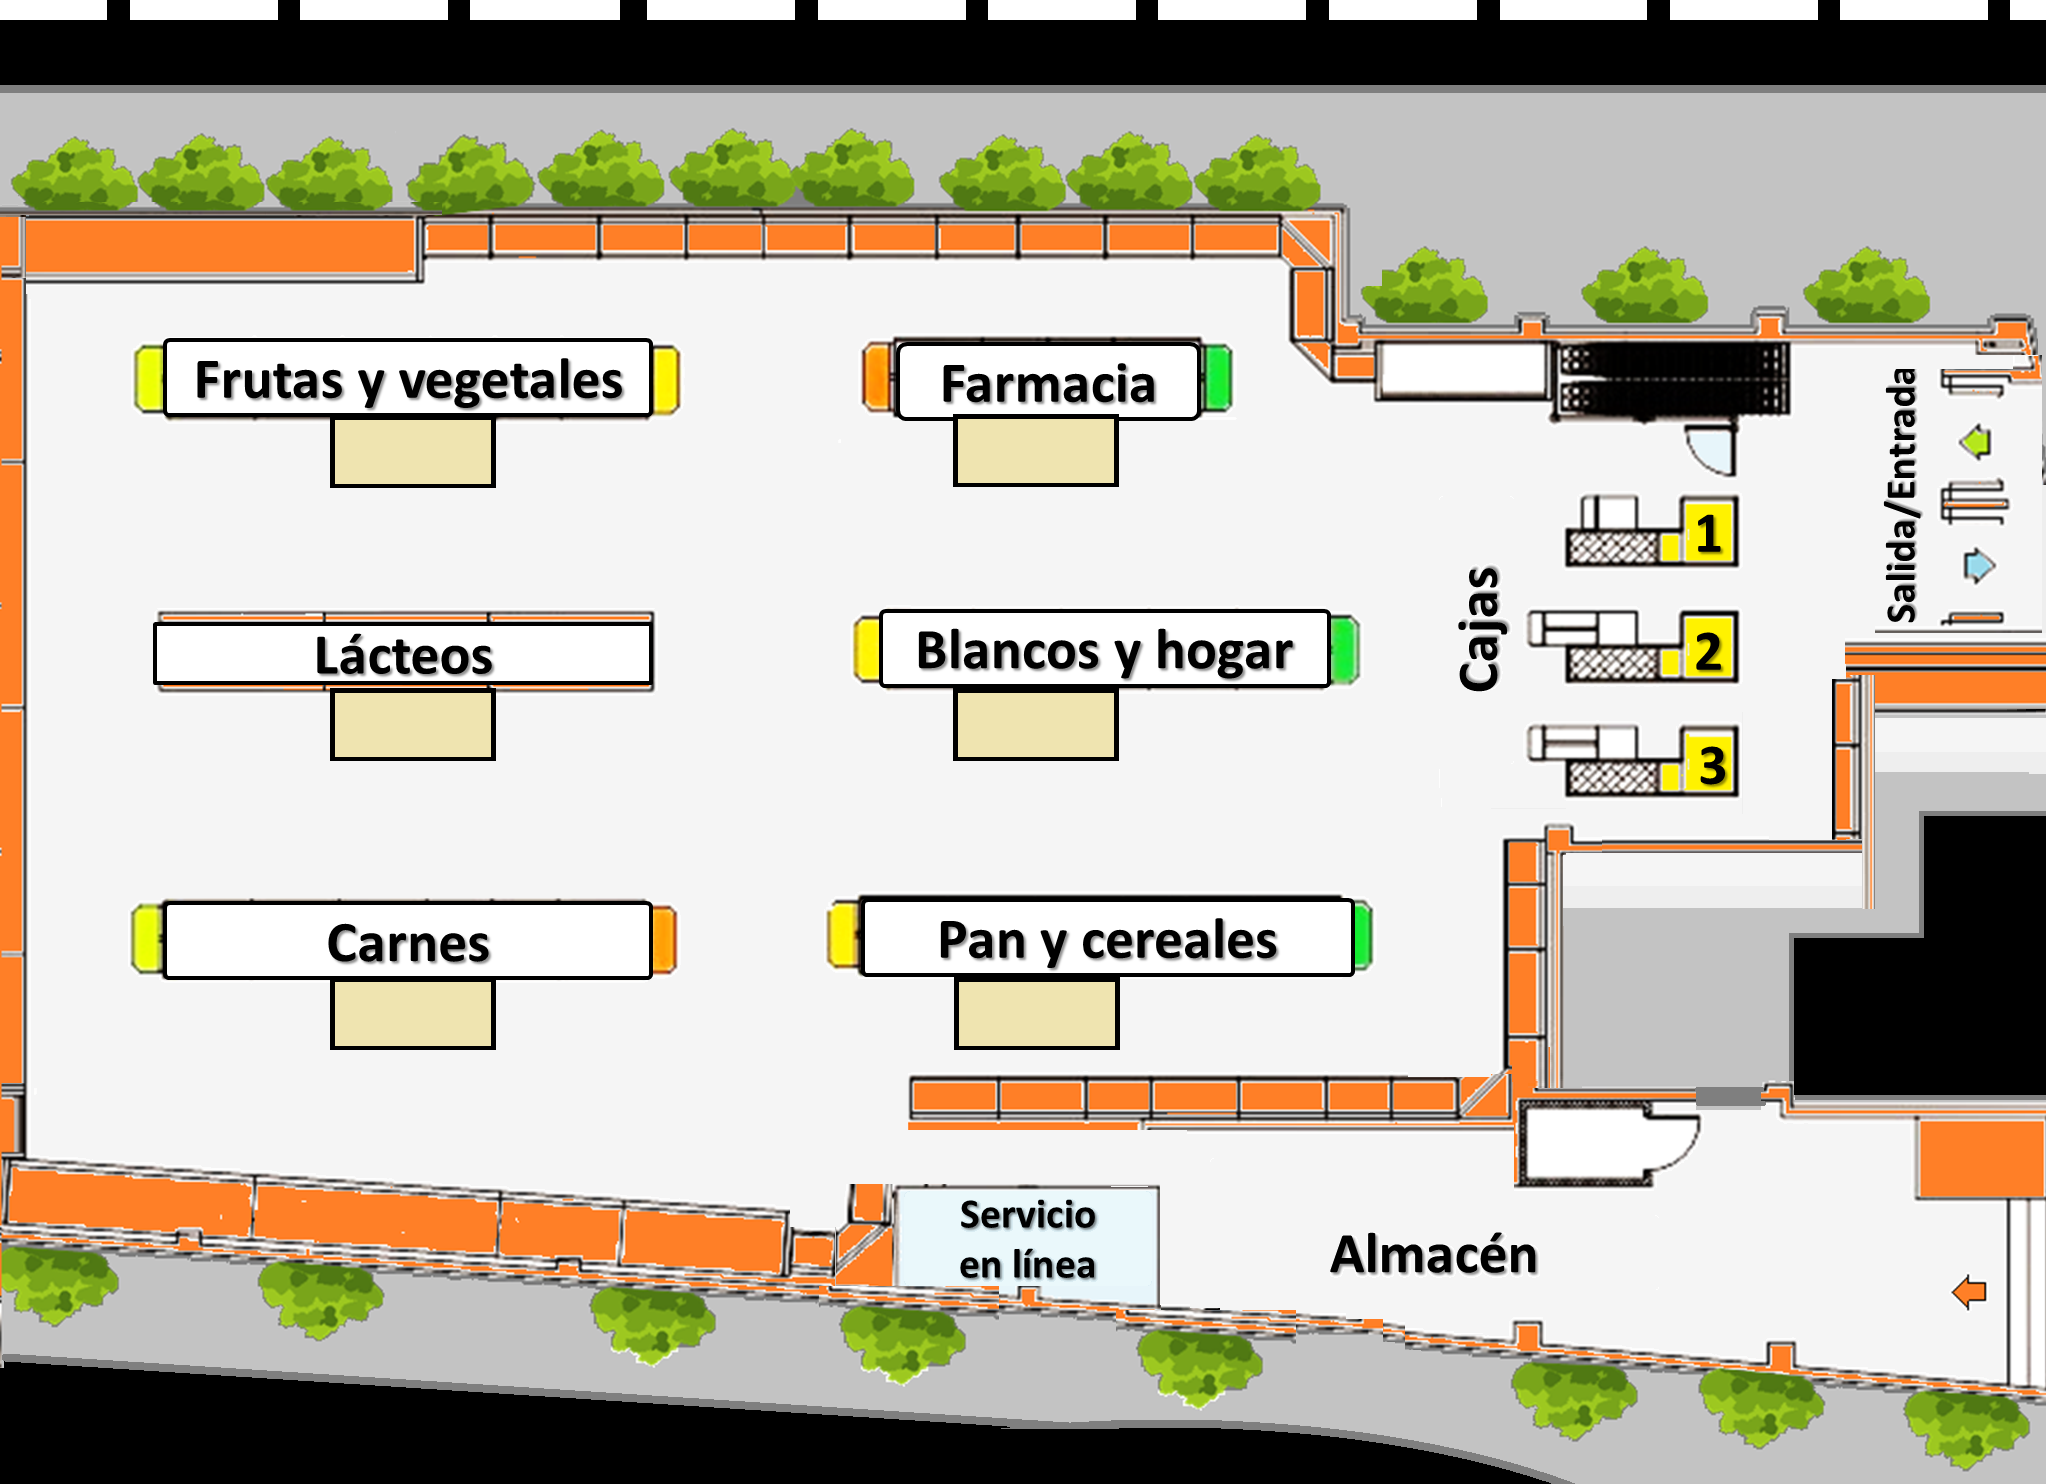 Frutas y vegetales
Farmacia
Salida/Entrada
1
Lácteos
Blancos y hogar
Cajas
2
3
Carnes
Pan y cereales
Servicio
en línea
Almacén